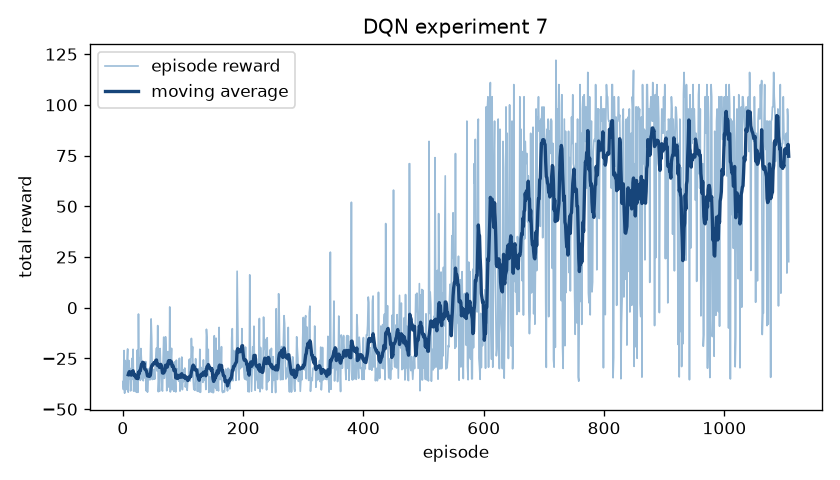 DQN experiment 7
episode reward
moving average
total reward
125
100
75
50
25
0
−25
−50
0 200 400 600 800 1000
episode